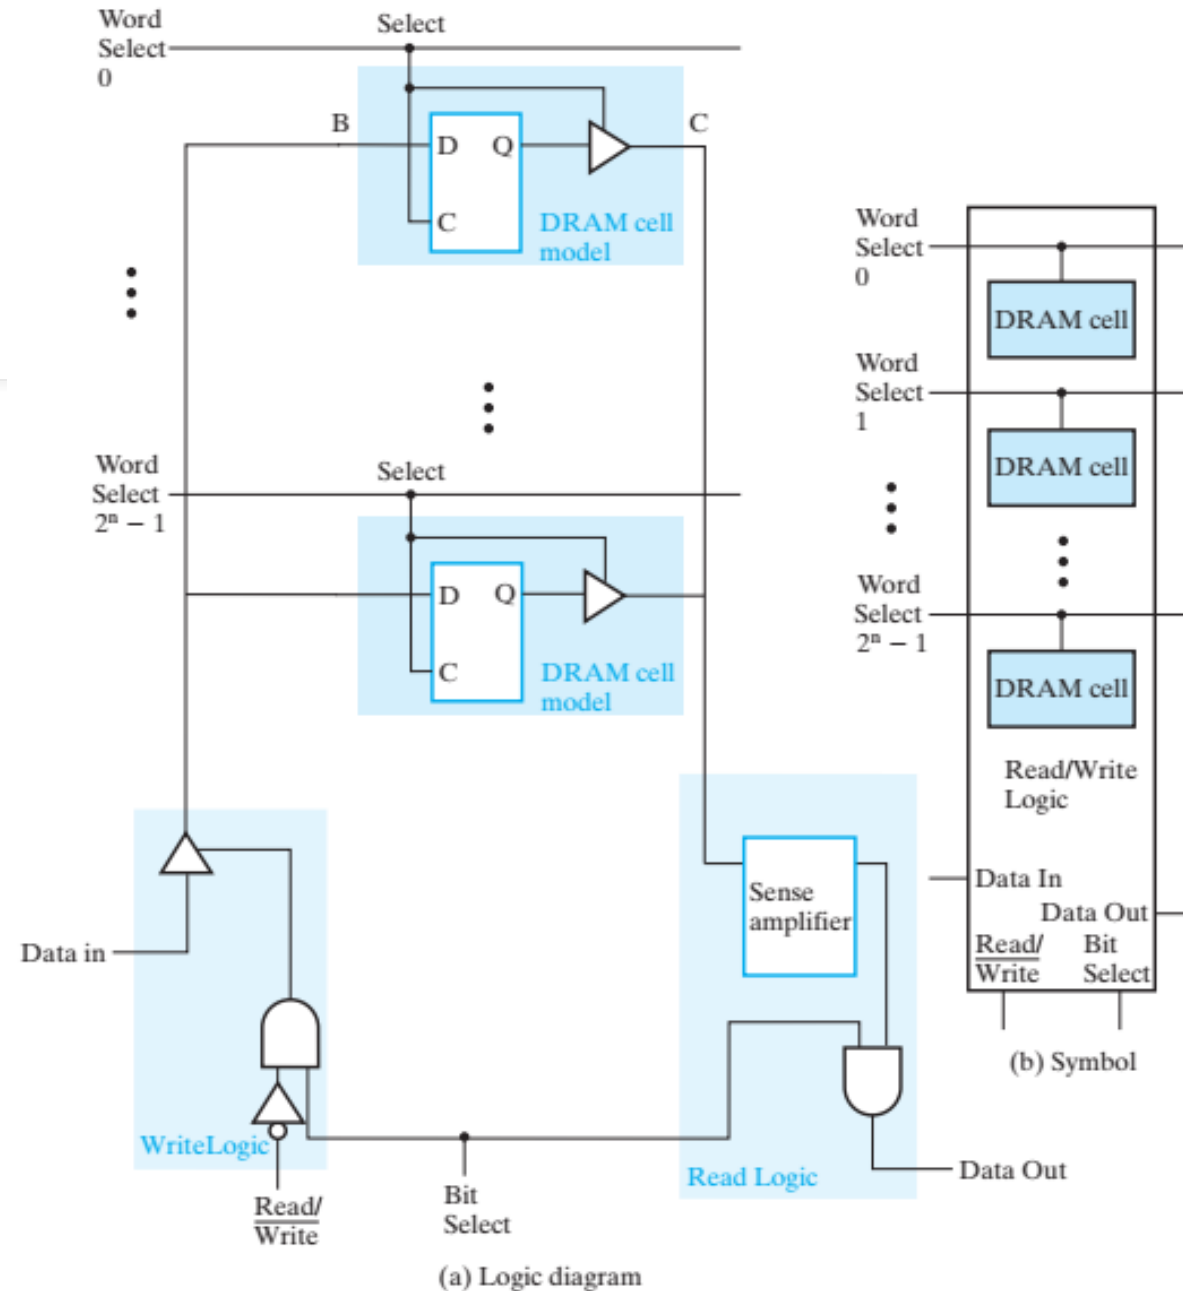 Word
Select
0
Select
B
C
D
Q
C
DRAM cell
model
Word
Select
2ⁿ − 1
Select
D
Q
C
DRAM cell
model
Data in
WriteLogic
Read/
Write
Bit
Select
Sense
amplifier
Read Logic
Data Out
(a) Logic diagram
Word
Select
0
DRAM cell
Word
Select
1
DRAM cell
Word
Select
2ⁿ − 1
DRAM cell
Read/Write
Logic
Data In
Data Out
Read/
Write
Bit
Select
(b) Symbol